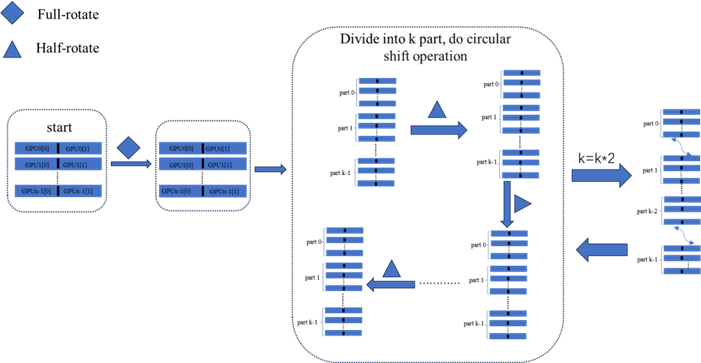 Full-rotate
Half-rotate
start
GPU0[0] GPU0[1]
GPU1[0] GPU1[1]
GPUn-1[0] GPUn-1[1]
GPU0[0] GPU0[1]
GPU1[0] GPU1[1]
GPUn-1[0] GPUn-1[1]
Divide into k part, do circular
shift operation
part 0
part 1
part k-1
part 0
part 1
part k-1
part 0
part 1
part k-1
part 0
part 1
part k-1
k=k*2
part 0
part 1
part k-2
part k-1